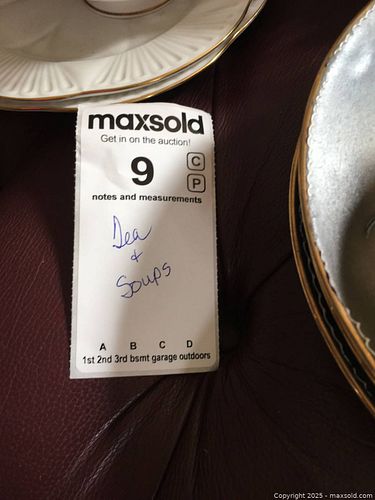 maxsold
Get in on the auction!
9
C
P
notes and measurements
Dea
&
Soups
A B C D
1st 2nd 3rd bsmt garage outdoors
Copyright 2025 - maxsold.com